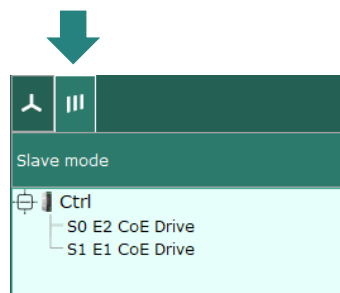 Slave mode
Ctrl
S0 E2 CoE Drive
S1 E1 CoE Drive